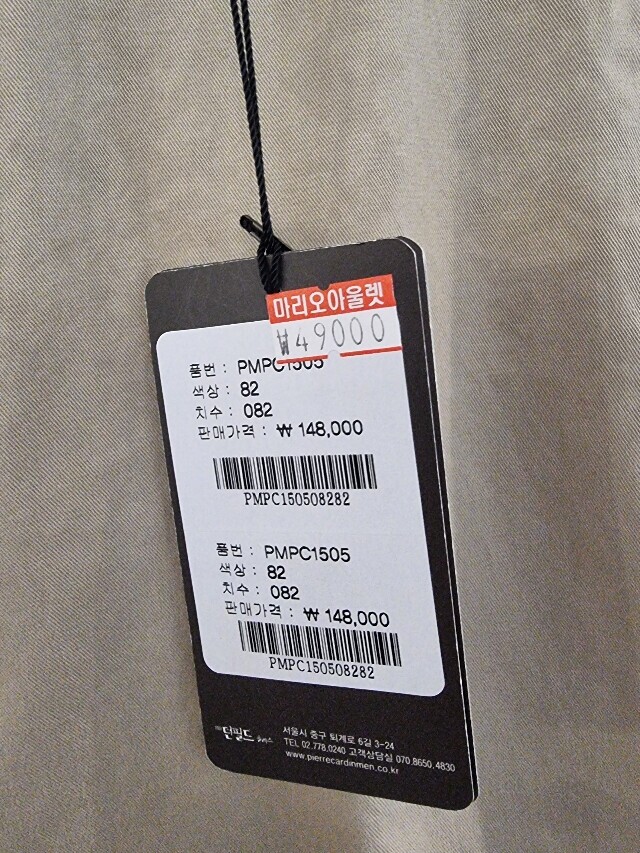 마리오아울렛
₩49000
품번 : PMPC1505
색상 : 82
치수 : 082
판매가격 : ₩ 148,000
PMPC150508282
품번 : PMPC1505
색상 : 82
치수 : 082
판매가격 : ₩ 148,000
PMPC150508282
던필드
서울시 중구 퇴계로 6길 3-24
TEL 02.778.0240 고객상담실 070.8650.4830
www.pierrecardinmen.co.kr